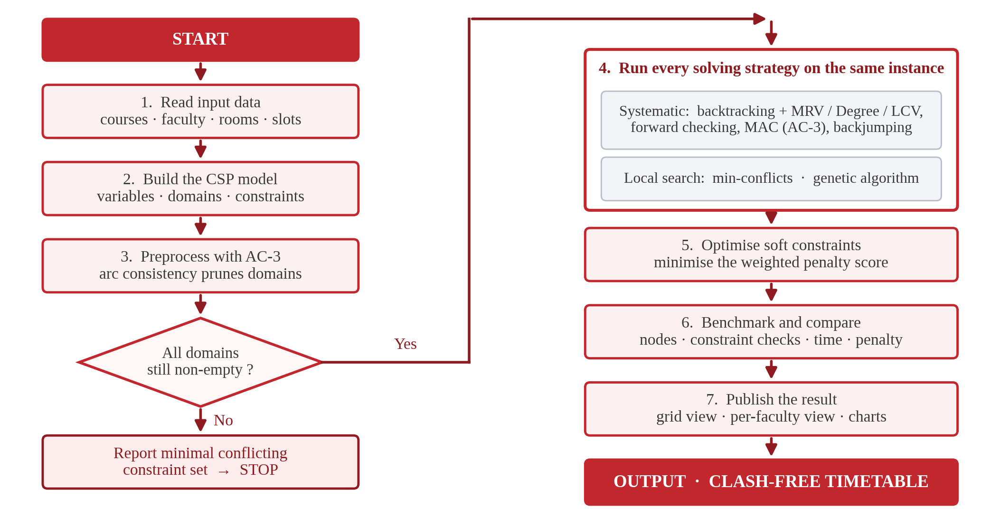 START
1. Read input data
courses · faculty · rooms · slots
2. Build the CSP model
variables · domains · constraints
3. Preprocess with AC-3
arc consistency prunes domains
All domains
still non-empty ?
Yes
No
Report minimal conflicting
constraint set → STOP
4. Run every solving strategy on the same instance
Systematic: backtracking + MRV / Degree / LCV,
forward checking, MAC (AC-3), backjumping
Local search: min-conflicts · genetic algorithm
5. Optimise soft constraints
minimise the weighted penalty score
6. Benchmark and compare
nodes · constraint checks · time · penalty
7. Publish the result
grid view · per-faculty view · charts
OUTPUT · CLASH-FREE TIMETABLE